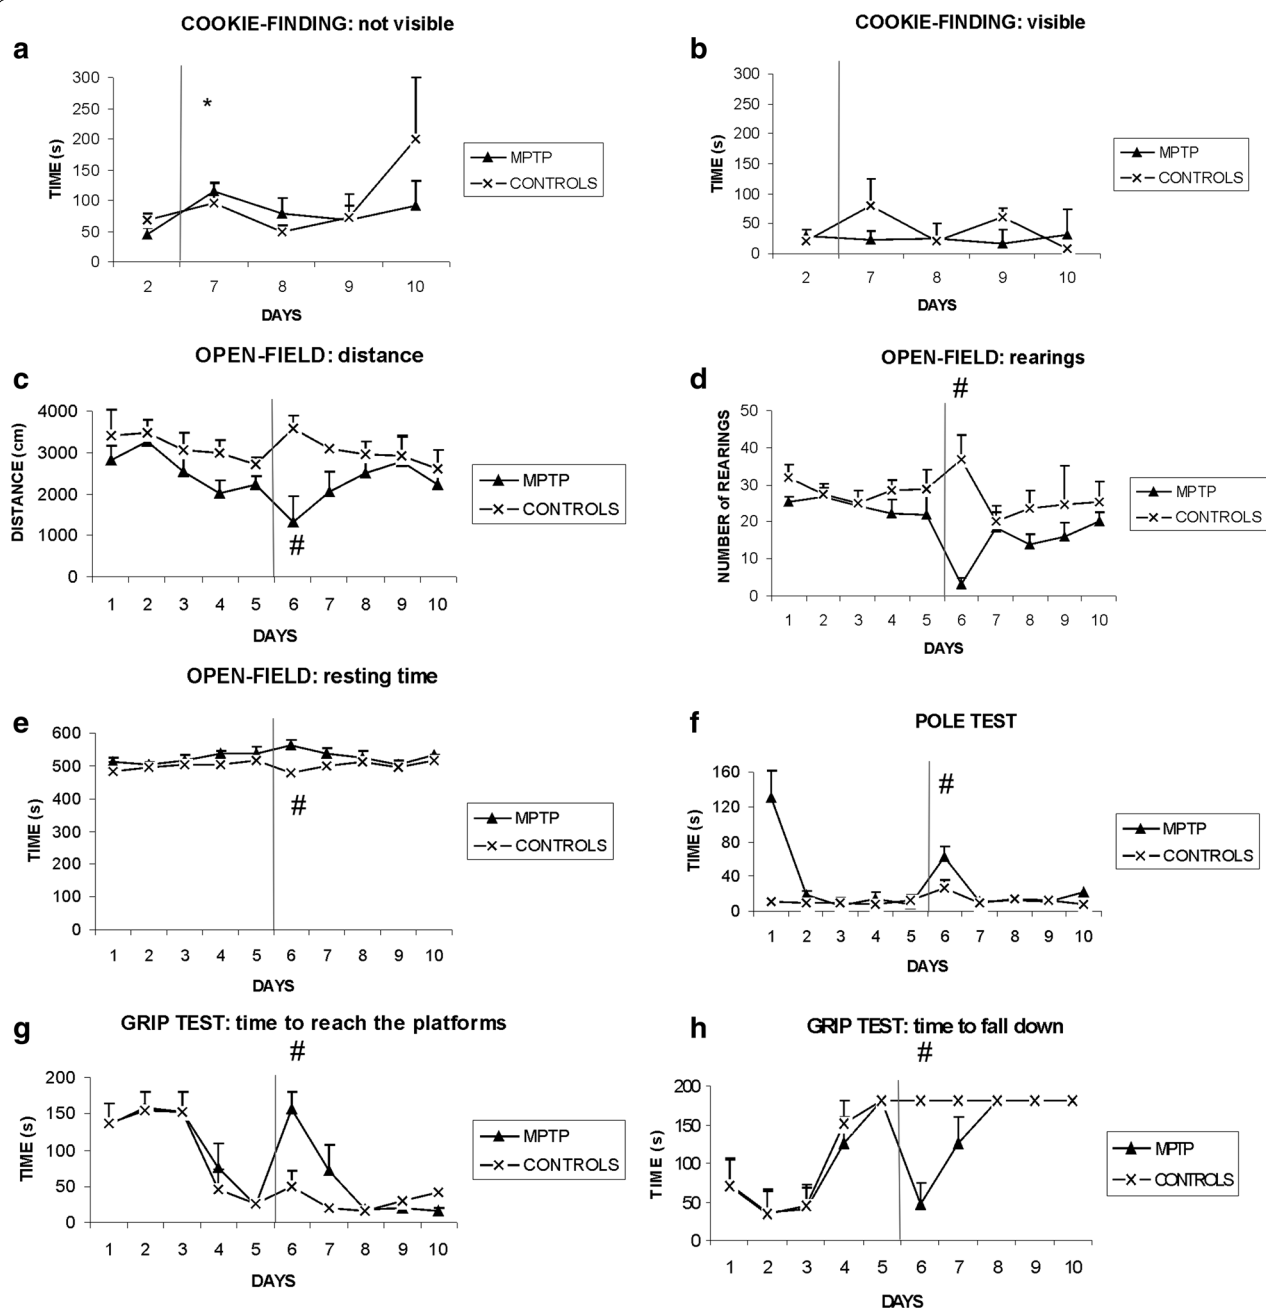 COOKIE-FINDING: not visible
a
300
250
200
150
100
50
0
TIME (s)
*
2 7 8 9 10
DAYS
MPTP
CONTROLS
COOKIE-FINDING: visible
b
300
250
200
150
100
50
0
TIME (s)
2 7 8 9 10
DAYS
MPTP
CONTROLS
OPEN-FIELD: distance
c
4000
3000
2000
1000
0
DISTANCE (cm)
#
1 2 3 4 5 6 7 8 9 10
DAYS
MPTP
CONTROLS
OPEN-FIELD: rearings
d
#
50
40
30
20
10
0
NUMBER of REARINGS
1 2 3 4 5 6 7 8 9 10
DAYS
MPTP
CONTROLS
OPEN-FIELD: resting time
e
600
500
400
300
200
100
0
TIME (s)
#
1 2 3 4 5 6 7 8 9 10
DAYS
MPTP
CONTROLS
POLE TEST
f
160
120
80
40
0
TIME (s)
#
1 2 3 4 5 6 7 8 9 10
DAYS
MPTP
CONTROLS
GRIP TEST: time to reach the platforms
g
#
200
150
100
50
0
TIME (s)
1 2 3 4 5 6 7 8 9 10
DAYS
MPTP
CONTROLS
GRIP TEST: time to fall down
h
#
200
150
100
50
0
TIME (s)
1 2 3 4 5 6 7 8 9 10
DAYS
MPTP
CONTROLS